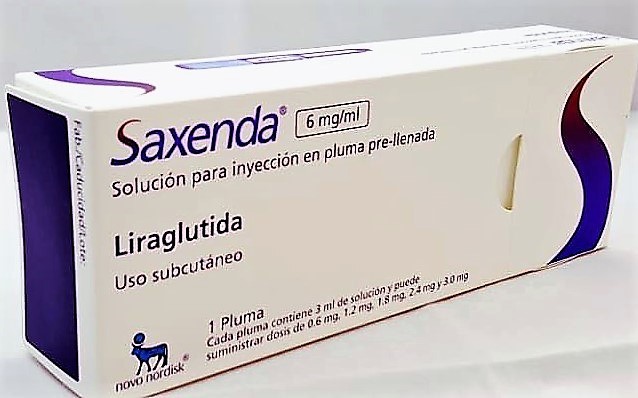 Saxenda® 6 mg/ml
Solución para inyección en pluma pre-llenada
Liraglutida
Uso subcutáneo
1 Pluma
Cada pluma contiene 3 ml de solución y puede
suministrar dosis de 0.6 mg, 1.2 mg, 1.8 mg, 2.4 mg y 3.0 mg
novo nordisk®
Fab./Caducidad/Lote: